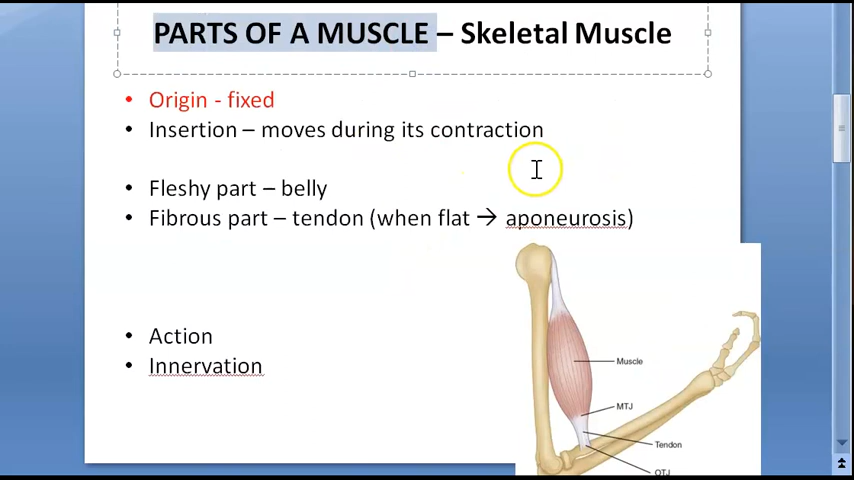 PARTS OF A MUSCLE – Skeletal Muscle
• Origin - fixed
• Insertion – moves during its contraction
• Fleshy part – belly
• Fibrous part – tendon (when flat → aponeurosis)
• Action
• Innervation
Muscle
MTJ
Tendon
OTJ